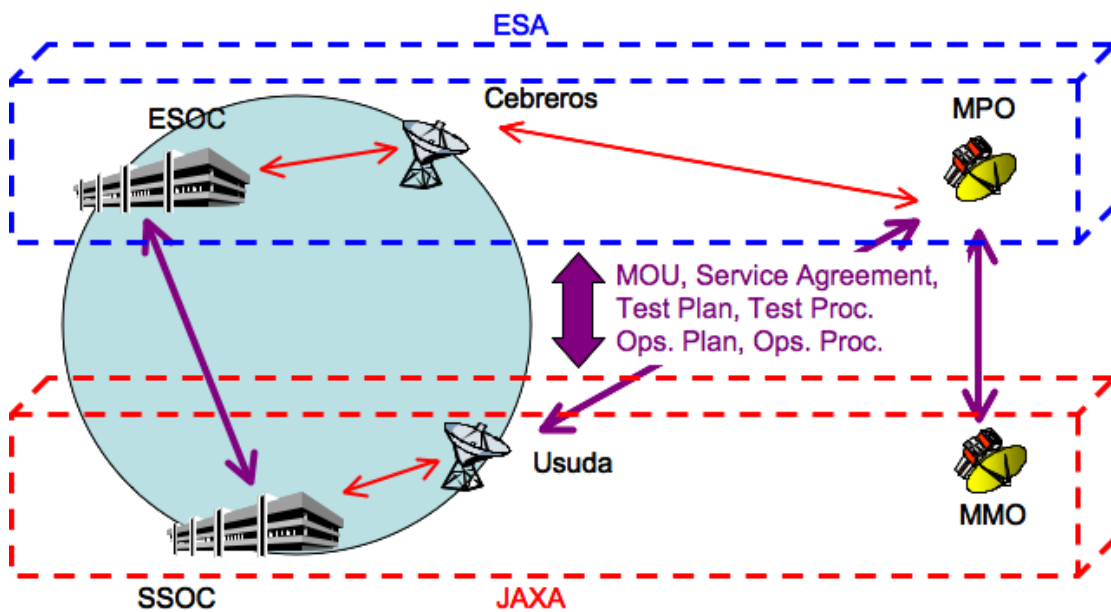 ESA
Cebreros
ESOC
MPO
MOU, Service Agreement,
Test Plan, Test Proc.
Ops. Plan, Ops. Proc.
Usuda
MMO
SSOC
JAXA